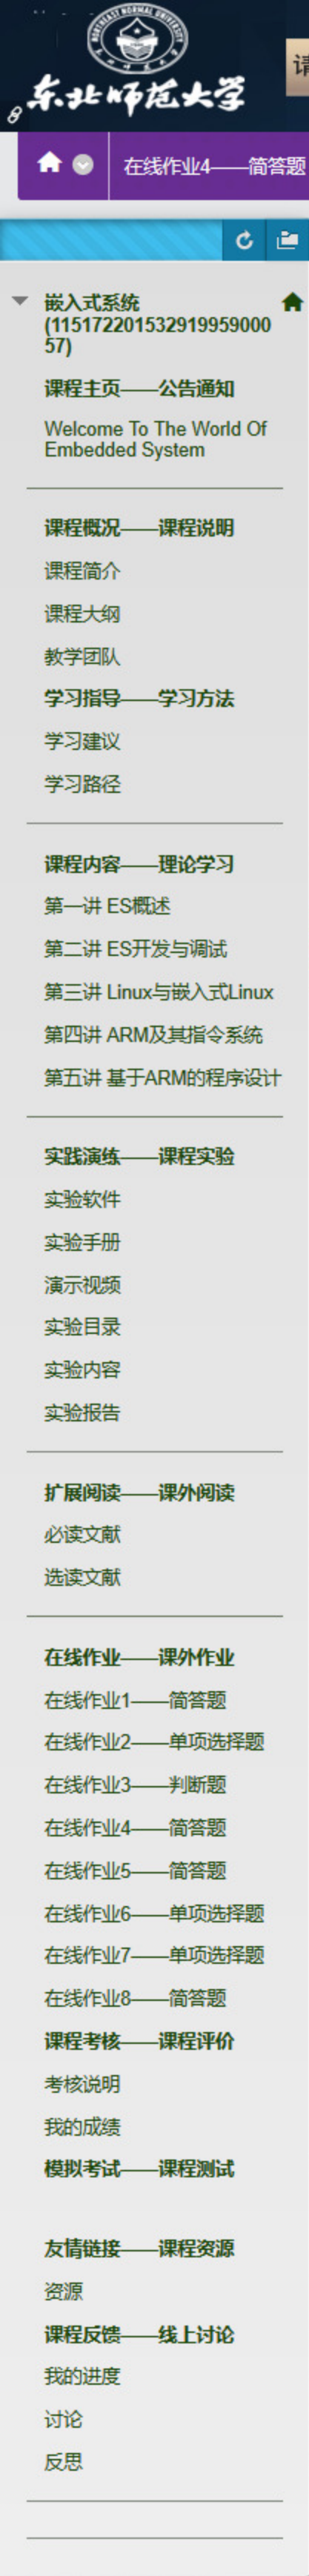 NORTHEAST NORMAL UNIVERSITY
东北师范大学
请
在线作业4——简答题
嵌入式系统
(115172201532919959000
57)
课程主页——公告通知
Welcome To The World Of
Embedded System
课程概况——课程说明
课程简介
课程大纲
教学团队
学习指导——学习方法
学习建议
学习路径
课程内容——理论学习
第一讲 ES概述
第二讲 ES开发与调试
第三讲 Linux与嵌入式Linux
第四讲 ARM及其指令系统
第五讲 基于ARM的程序设计
实践演练——课程实验
实验软件
实验手册
演示视频
实验目录
实验内容
实验报告
扩展阅读——课外阅读
必读文献
选读文献
在线作业——课外作业
在线作业1——简答题
在线作业2——单项选择题
在线作业3——判断题
在线作业4——简答题
在线作业5——简答题
在线作业6——单项选择题
在线作业7——单项选择题
在线作业8——简答题
课程考核——课程评价
考核说明
我的成绩
模拟考试——课程测试
友情链接——课程资源
资源
课程反馈——线上讨论
我的进度
讨论
反思